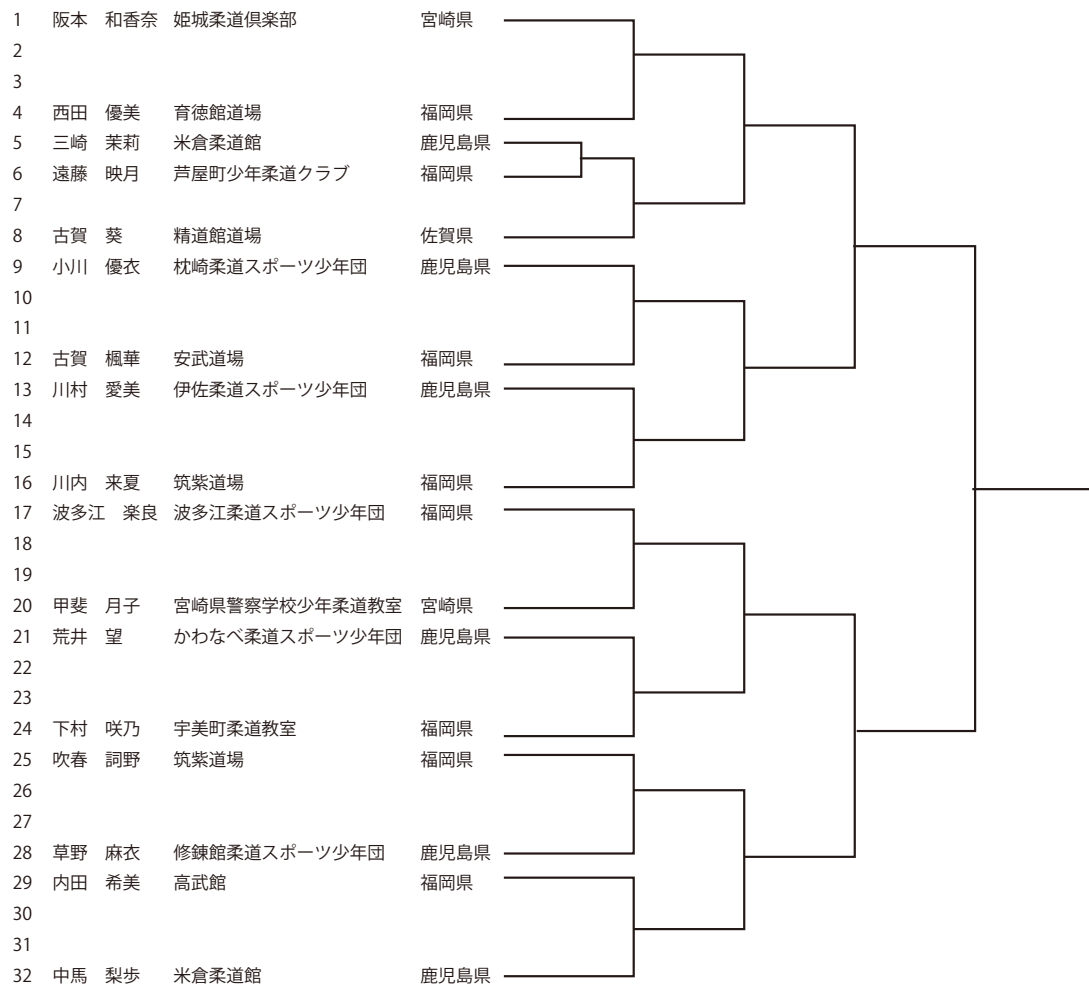 1 阪本　和香奈 姫城柔道倶楽部 宮崎県
2
3
4 西田　優美 育徳館道場 福岡県
5 三崎　茉莉 米倉柔道館 鹿児島県
6 遠藤　映月 芦屋町少年柔道クラブ 福岡県
7
8 古賀　葵 精道館道場 佐賀県
9 小川　優衣 枕崎柔道スポーツ少年団 鹿児島県
10
11
12 古賀　楓華 安武道場 福岡県
13 川村　愛美 伊佐柔道スポーツ少年団 鹿児島県
14
15
16 川内　来夏 筑紫道場 福岡県
17 波多江　楽良 波多江柔道スポーツ少年団 福岡県
18
19
20 甲斐　月子 宮崎県警察学校少年柔道教室 宮崎県
21 荒井　望 かわなべ柔道スポーツ少年団 鹿児島県
22
23
24 下村　咲乃 宇美町柔道教室 福岡県
25 吹春　詞野 筑紫道場 福岡県
26
27
28 草野　麻衣 修錬館柔道スポーツ少年団 鹿児島県
29 内田　希美 高武館 福岡県
30
31
32 中馬　梨歩 米倉柔道館 鹿児島県